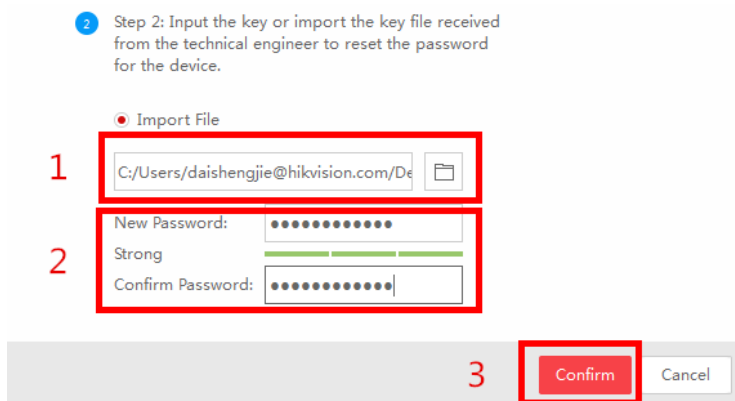 2 Step 2: Input the key or import the key file received
from the technical engineer to reset the password
for the device.
Import File
1
C:/Users/daishengjie@hikvision.com/De
New Password: ●●●●●●●●●●●●
2
Strong
Confirm Password: ●●●●●●●●●●●●
3 Confirm Cancel